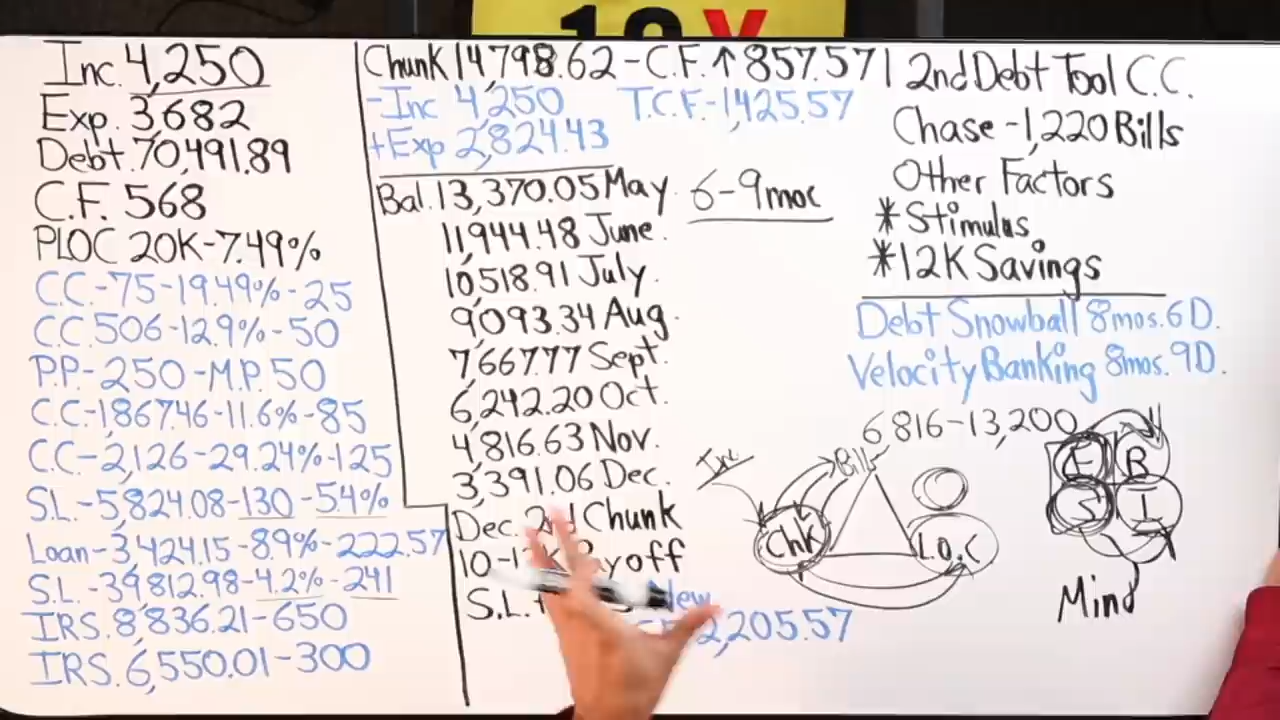 Inc. 4,250
Exp. 3,682
Debt. 70,491.89
C.F. 568
PLOC 20K-7.49%
C.C.-75-19.49%-25
C.C. 506-12.9%-50
P.P.-250-M.P. 50
C.C-1,867.46-11.6%-85
C.C-2,126-29.24%-125
S.L-5,824.08-130-5.4%
Loan-3,424.15-8.9%-222.57
S.L.-39,812.98-4.2%-241
IRS. 8,836.21-650
IRS. 6,550.01-300
Chunk 14,798.62-C.F.↑857.57
-Inc 4,250 T.C.F-1,425.57
+Exp 2,824.43
Bal. 13,370.05 May 6-9mo
11,944.48 June.
10,518.91 July
9,093.34 Aug.
7,667.77 Sept.
6,242.20 Oct.
4,816.63 Nov.
3,391.06 Dec.
Dec. 2nd Chunk
S.L.
New
2,205.57
2nd Debt Tool C.C.
Chase-1,220 Bills
Other Factors
*Stimulus
*12K Savings
Debt Snowball 8mos. 6D.
Velocity Banking 8mos. 9D.
6,816-13,200
Inc
Bills
Chk
L.O.C
E B
S I
Mind